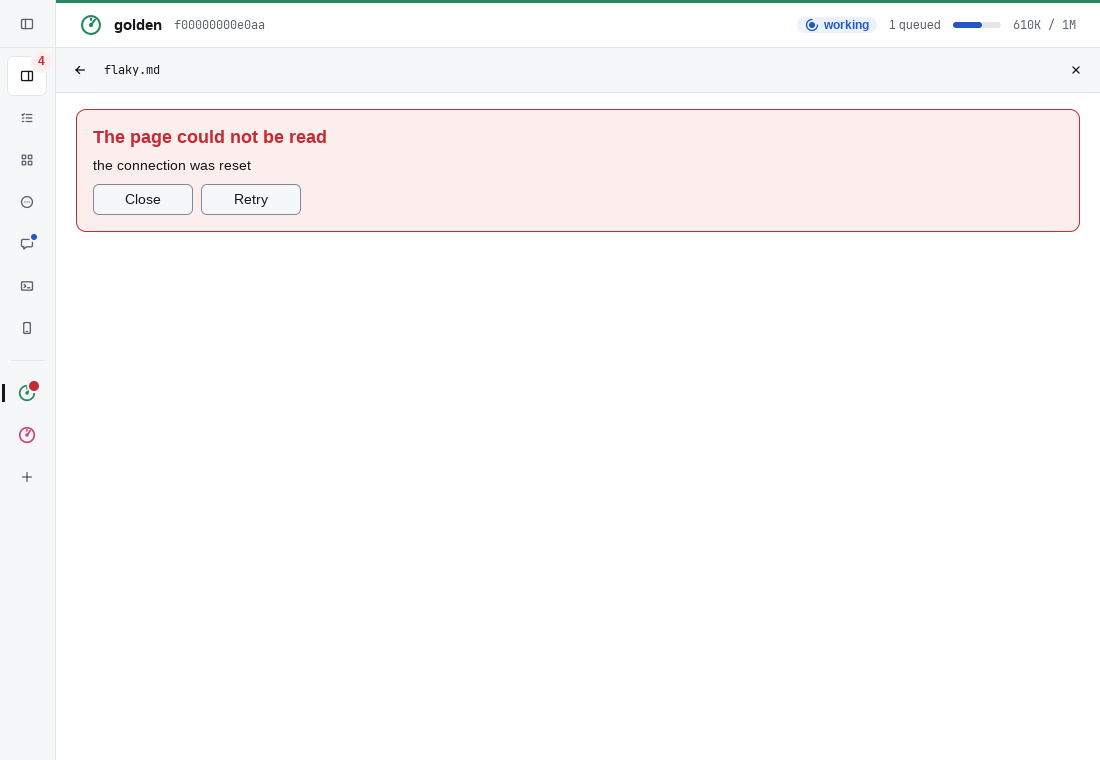 golden f00000000e0aa working 1 queued 610K / 1M
4
flaky.md
The page could not be read
the connection was reset
Close Retry